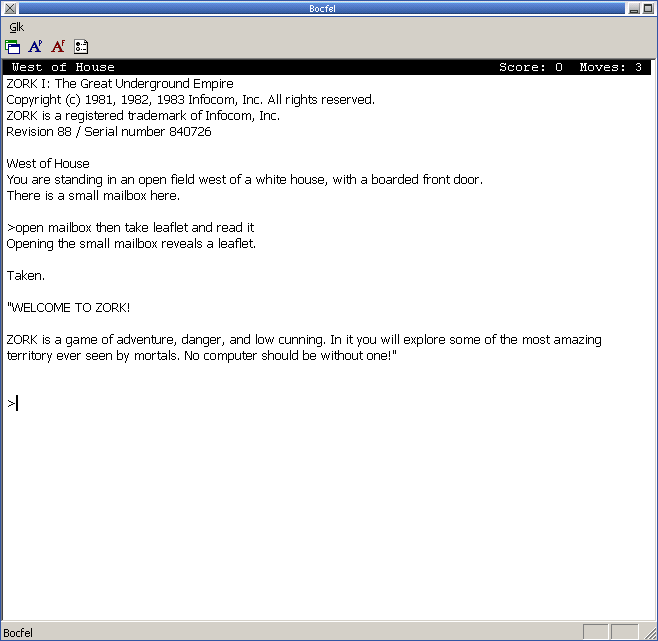 Bocfel
Glk
West of House Score: 0 Moves: 3
ZORK I: The Great Underground Empire
Copyright (c) 1981, 1982, 1983 Infocom, Inc. All rights reserved.
ZORK is a registered trademark of Infocom, Inc.
Revision 88 / Serial number 840726
West of House
You are standing in an open field west of a white house, with a boarded front door.
There is a small mailbox here.
>open mailbox then take leaflet and read it
Opening the small mailbox reveals a leaflet.
Taken.
"WELCOME TO ZORK!
ZORK is a game of adventure, danger, and low cunning. In it you will explore some of the most amazing
territory ever seen by mortals. No computer should be without one!"
>
Bocfel